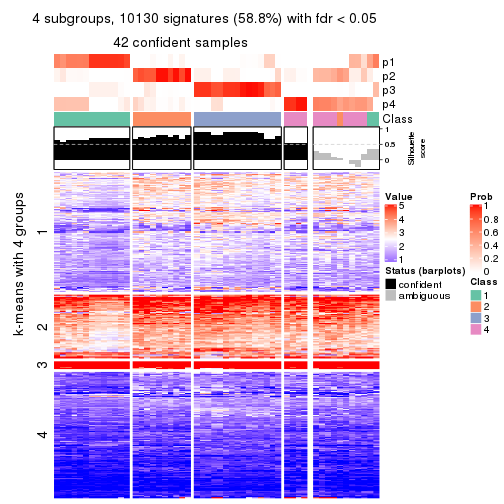 4 subgroups, 10130 signatures (58.8%) with fdr < 0.05
42 confident samples
p1
p2
p3
p4
Class
1
0.5
0
Silhouette
score
k-means with 4 groups
1
2
3
4
Value
5
4
3
2
1
Status (barplots)
confident
ambiguous
Prob
1
0.8
0.6
0.4
0.2
0
Class
1
2
3
4